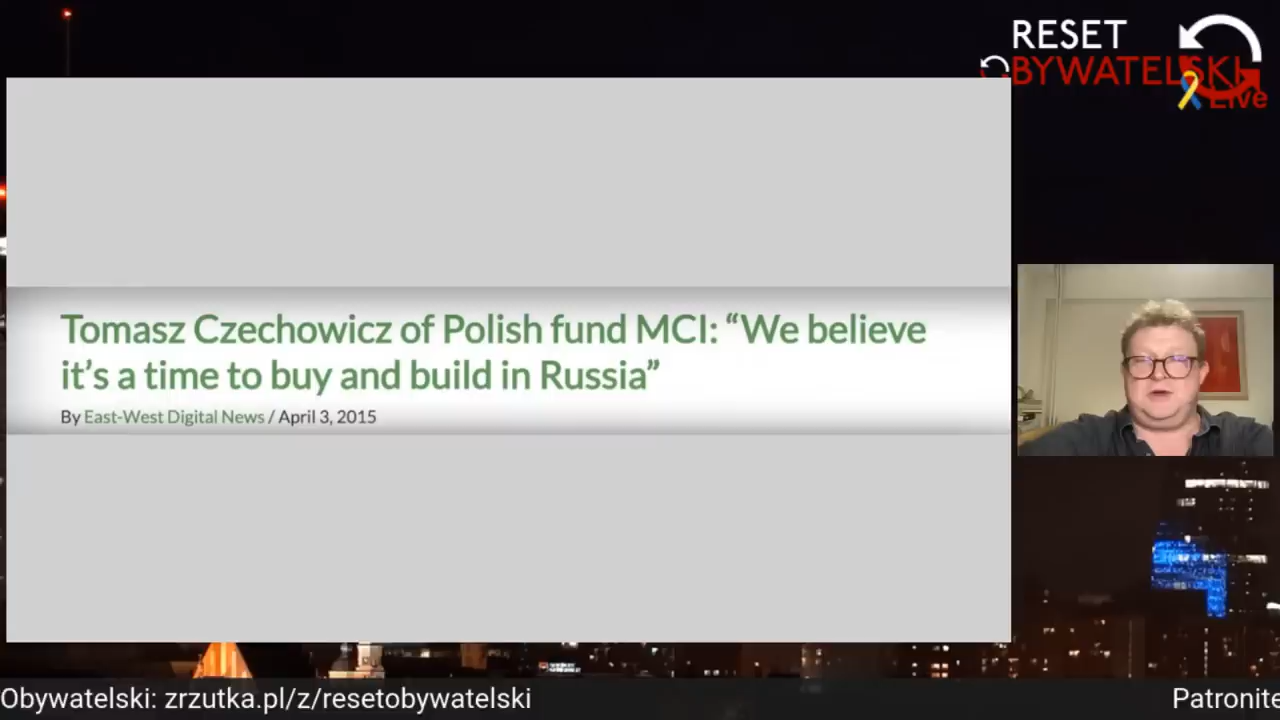 RESET
OBYWATELSKI
Live
Tomasz Czechowicz of Polish fund MCI: “We believe
it’s a time to buy and build in Russia”
By East-West Digital News / April 3, 2015
Obywatelski: zrzutka.pl/z/resetobywatelski
Patronite